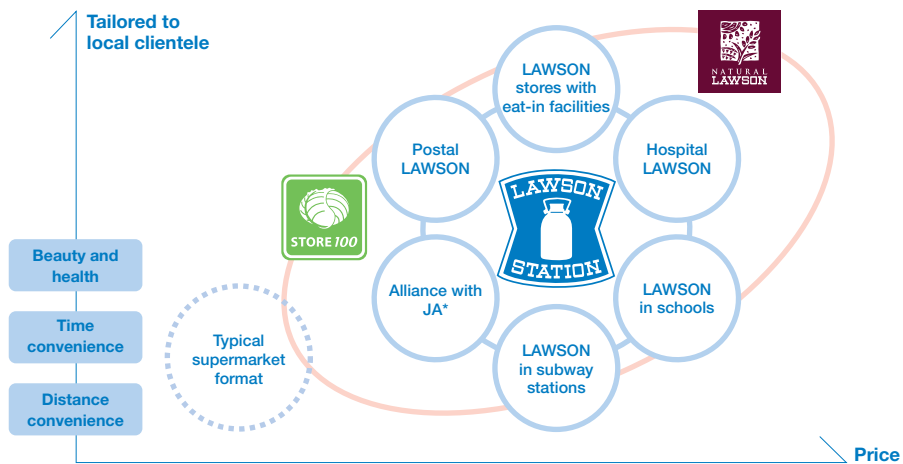 Tailored to
local clientele
NATURAL
LAWSON
LAWSON
stores with
eat-in facilities
Postal
LAWSON
Hospital
LAWSON
LAWSON
STATION
STORE100
Beauty and
health
Alliance with
JA*
LAWSON
in schools
Time
convenience
Typical
supermarket
format
LAWSON
in subway
stations
Distance
convenience
Price